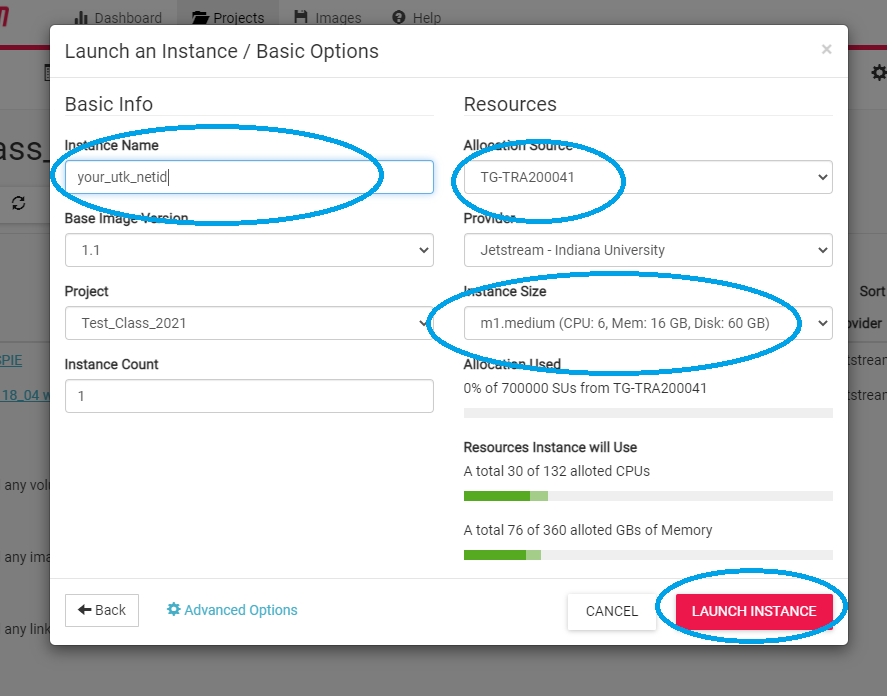 Dashboard
Projects
Images
Help
Launch an Instance / Basic Options
×
ass_
Basic Info
Instance Name
your_utk_netid
Base Image Version
1.1
Project
Test_Class_2021
Instance Count
1
Resources
Allocation Source
TG-TRA200041
Provider
Jetstream - Indiana University
Instance Size
m1.medium (CPU: 6, Mem: 16 GB, Disk: 60 GB)
Allocation Used
0% of 700000 SUs from TG-TRA200041
Resources Instance will Use
A total 30 of 132 alloted CPUs
A total 76 of 360 alloted GBs of Memory
Sort
ovider
SPIE
18_04 w
tstream
tstream
any volu
any ima
any link
Back
Advanced Options
CANCEL
LAUNCH INSTANCE